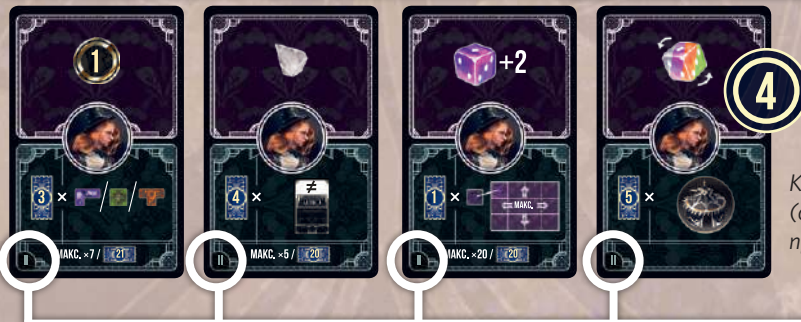 1
+2
4
3 ×
/
/
4 ×
≠
1 ×
МАКС.
5 ×
К
(
п
II
МАКС. ×7 / 21
II
МАКС. ×5 / 20
II
МАКС. ×20 / 20
II